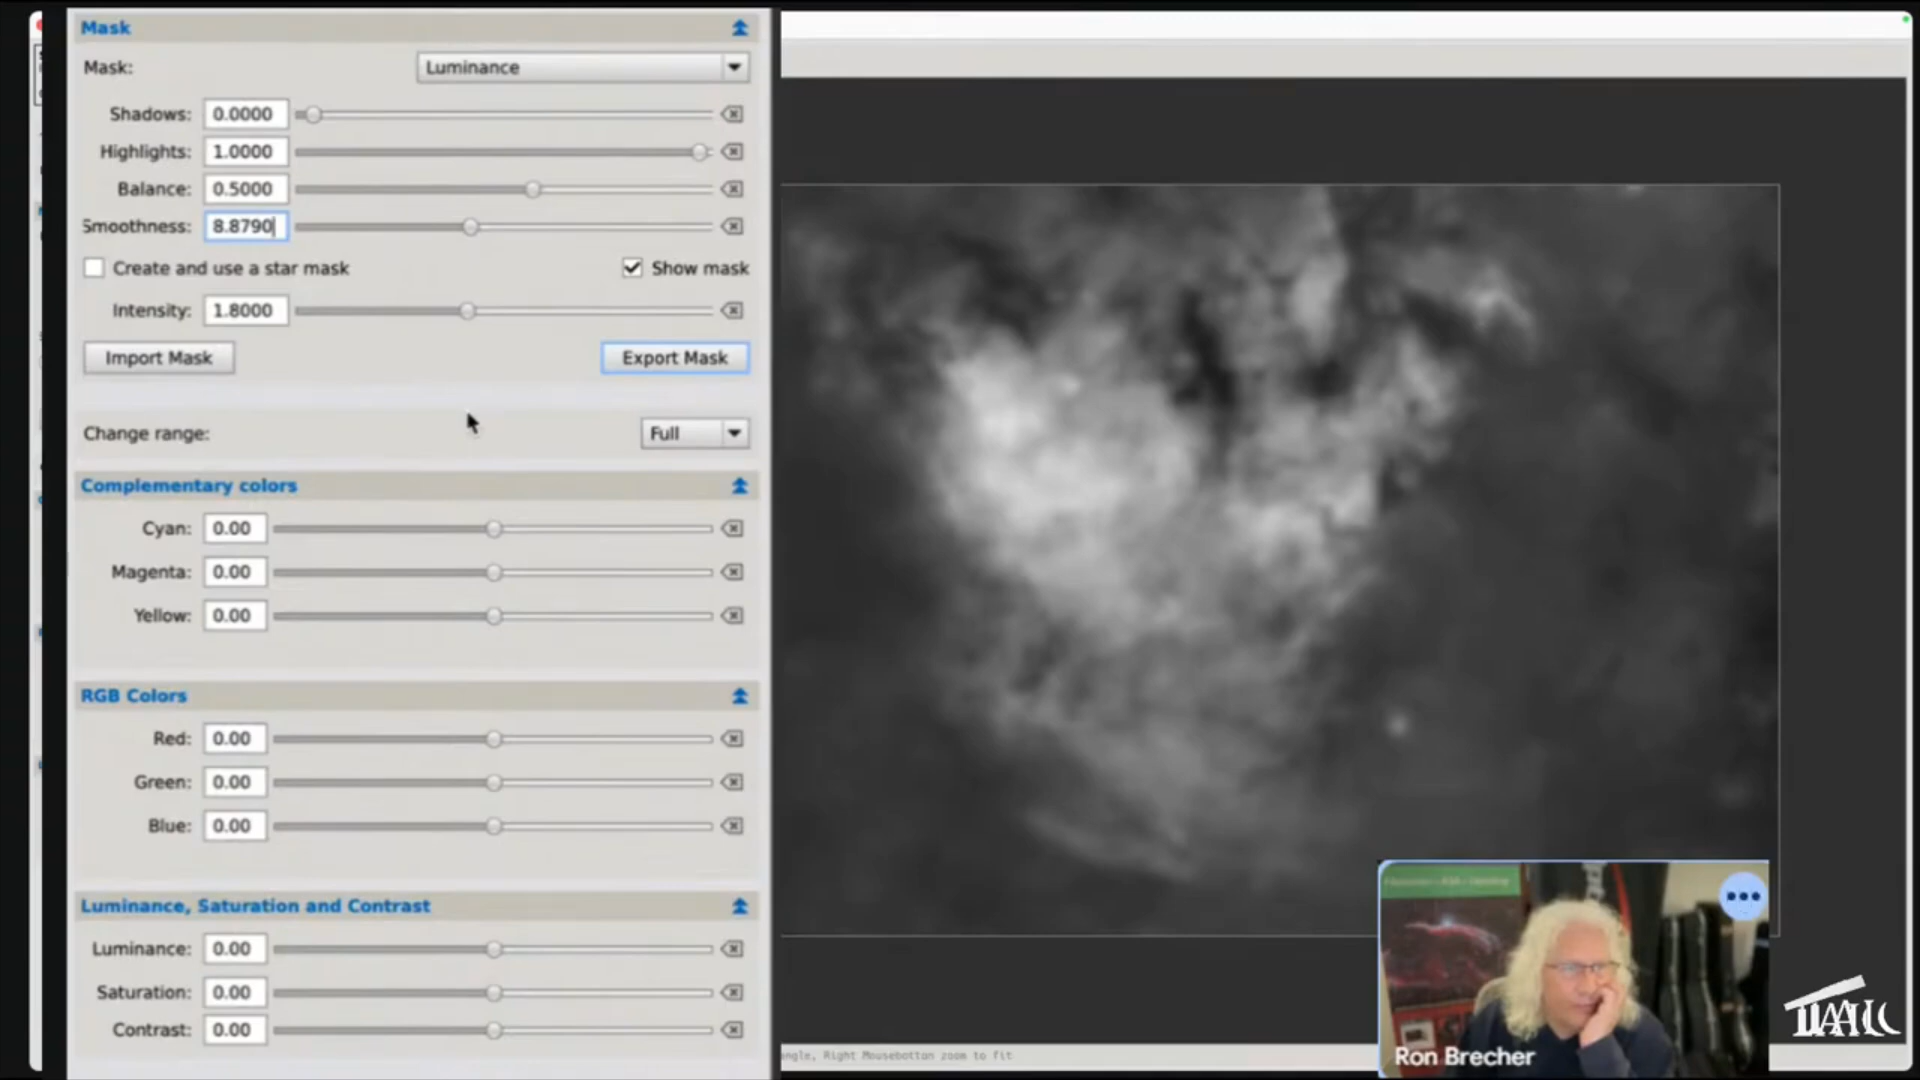 Mask
Mask: Luminance
Shadows: 0.0000
Highlights: 1.0000
Balance: 0.5000
Smoothness: 8.8790
Create and use a star mask Show mask
Intensity: 1.8000
Import Mask Export Mask
Change range: Full
Complementary colors
Cyan: 0.00
Magenta: 0.00
Yellow: 0.00
RGB Colors
Red: 0.00
Green: 0.00
Blue: 0.00
Luminance, Saturation and Contrast
Luminance: 0.00
Saturation: 0.00
Contrast: 0.00
Right Mousebotton zoom to fit
Ron Brecher
TAIC